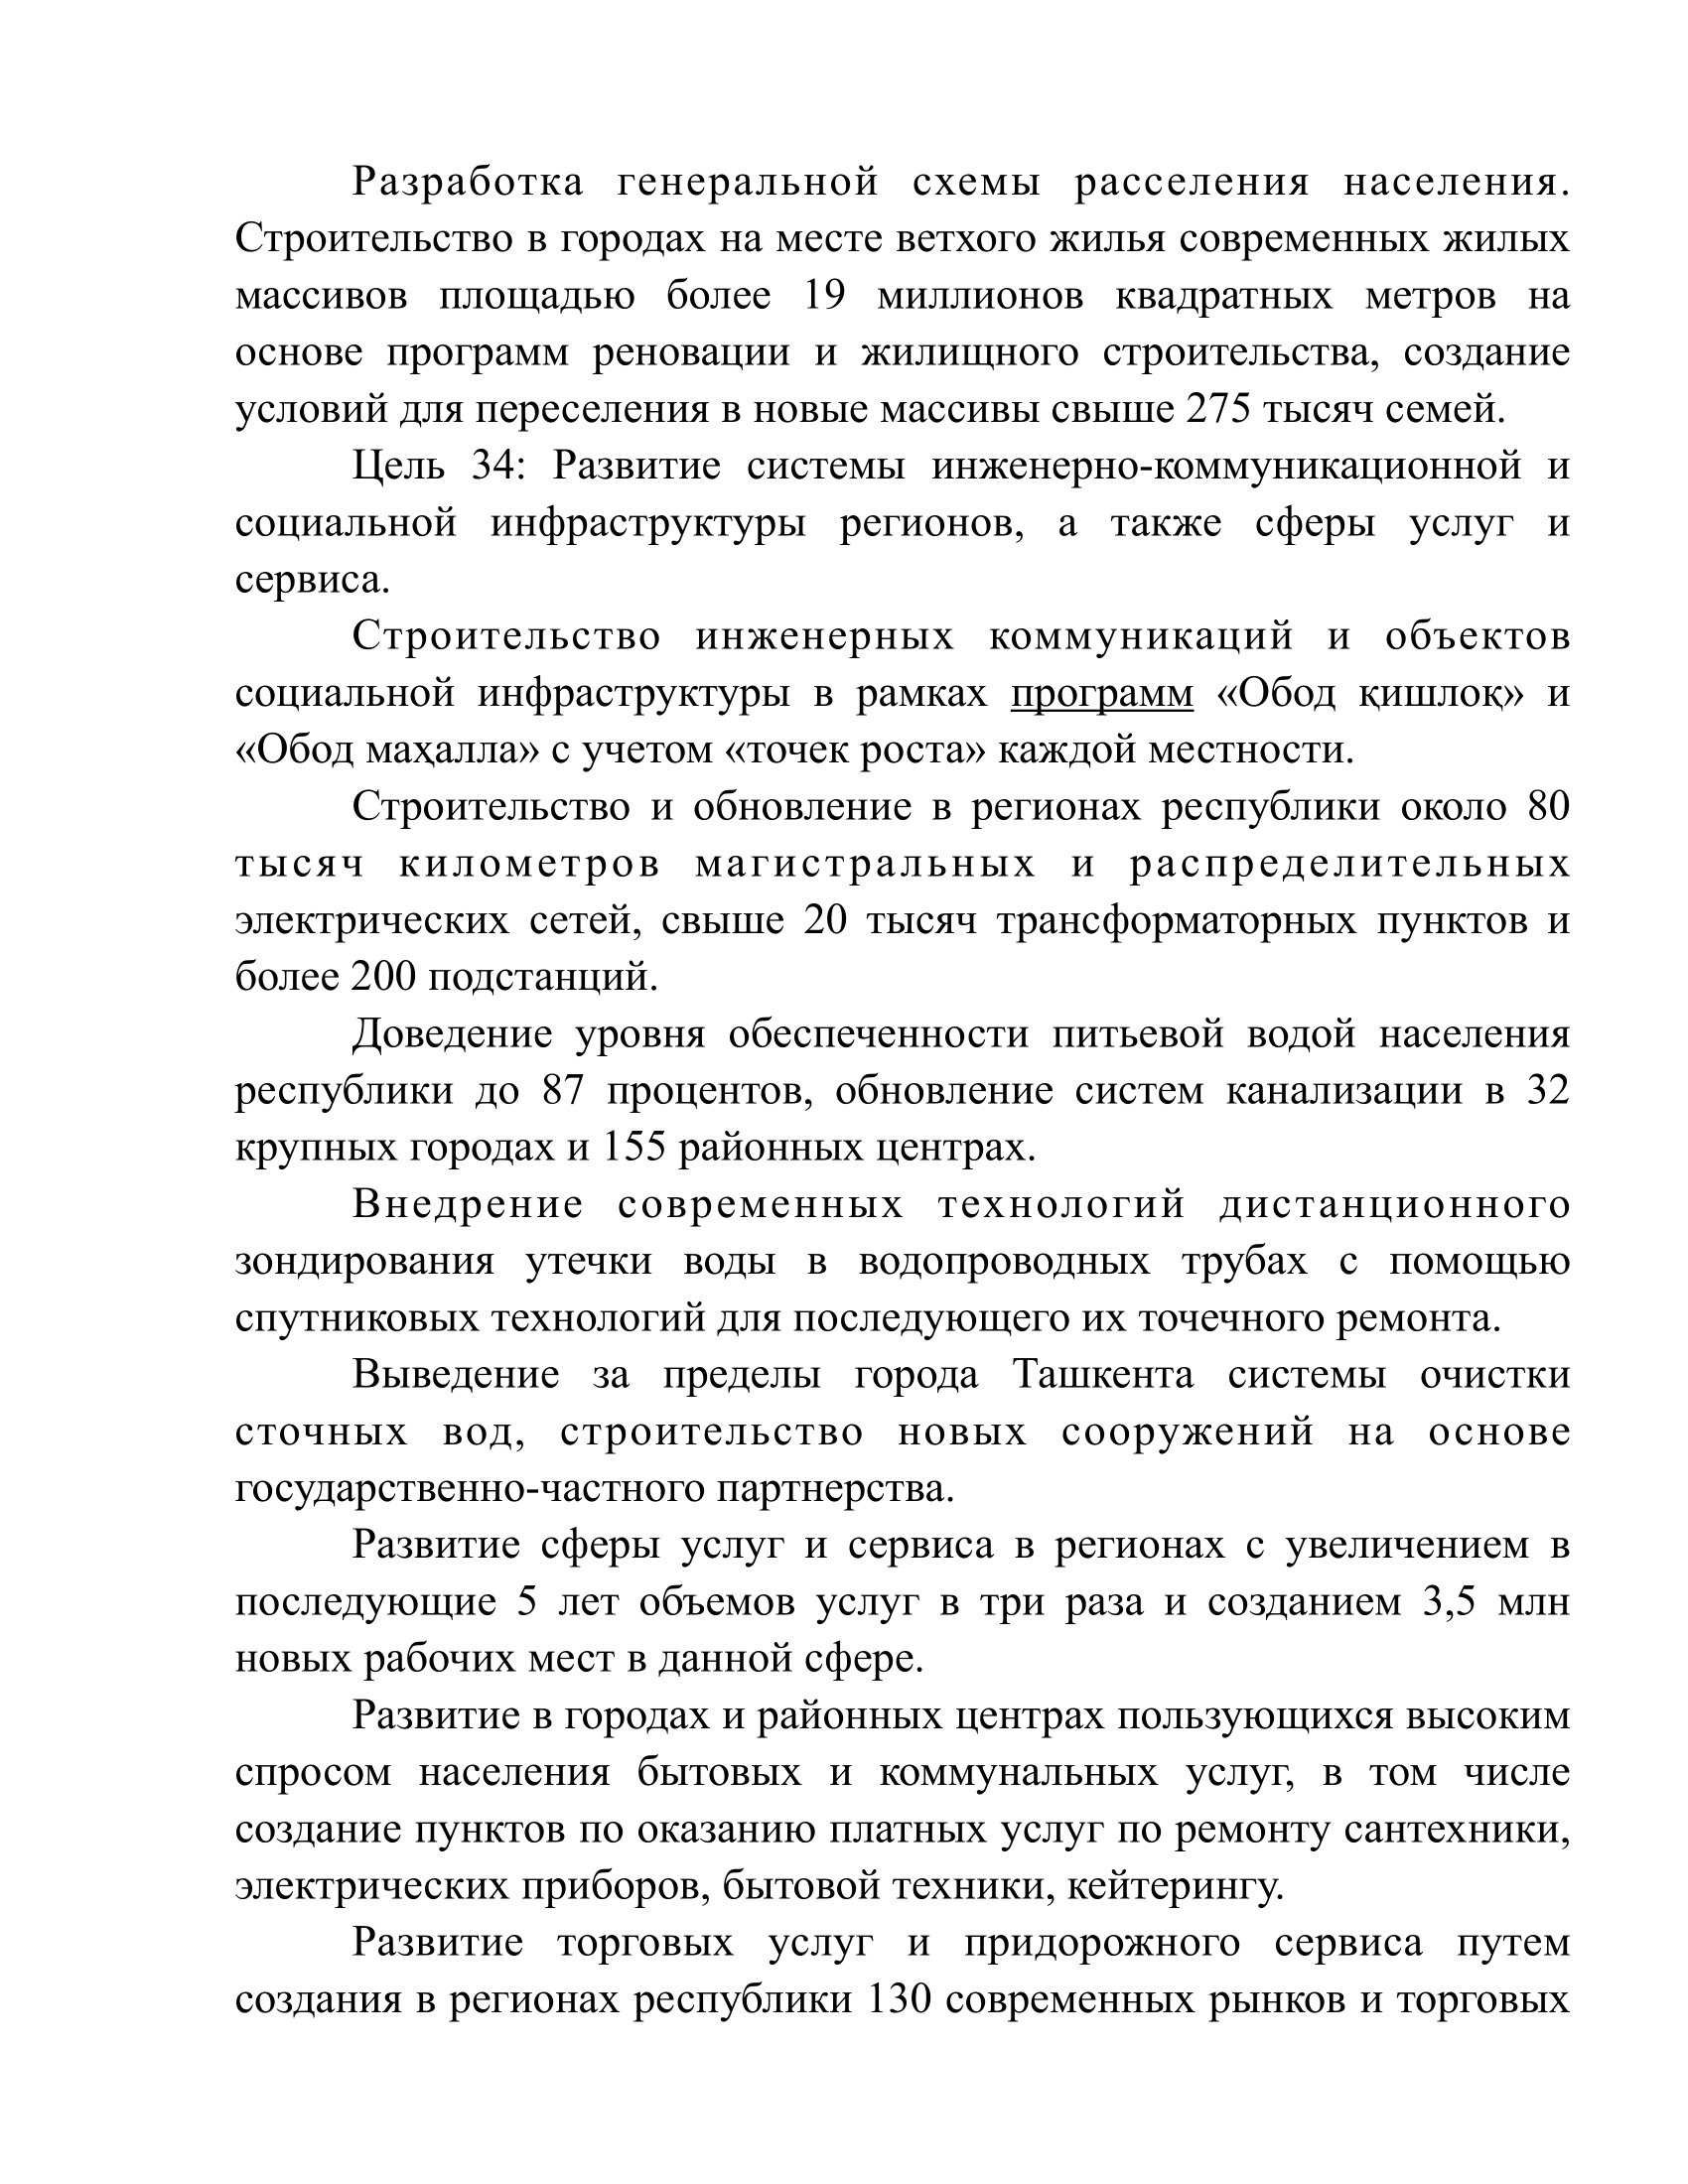 Разработка генеральной схемы расселения населения.
Строительство в городах на месте ветхого жилья современных жилых
массивов площадью более 19 миллионов квадратных метров на
основе программ реновации и жилищного строительства, создание
условий для переселения в новые массивы свыше 275 тысяч семей.
Цель 34: Развитие системы инженерно-коммуникационной и
социальной инфраструктуры регионов, а также сферы услуг и
сервиса.
Строительство инженерных коммуникаций и объектов
социальной инфраструктуры в рамках программ «Обод қишлоқ» и
«Обод маҳалла» с учетом «точек роста» каждой местности.
Строительство и обновление в регионах республики около 80
тысяч километров магистральных и распределительных
электрических сетей, свыше 20 тысяч трансформаторных пунктов и
более 200 подстанций.
Доведение уровня обеспеченности питьевой водой населения
республики до 87 процентов, обновление систем канализации в 32
крупных городах и 155 районных центрах.
Внедрение современных технологий дистанционного
зондирования утечки воды в водопроводных трубах с помощью
спутниковых технологий для последующего их точечного ремонта.
Выведение за пределы города Ташкента системы очистки
сточных вод, строительство новых сооружений на основе
государственно-частного партнерства.
Развитие сферы услуг и сервиса в регионах с увеличением в
последующие 5 лет объемов услуг в три раза и созданием 3,5 млн
новых рабочих мест в данной сфере.
Развитие в городах и районных центрах пользующихся высоким
спросом населения бытовых и коммунальных услуг, в том числе
создание пунктов по оказанию платных услуг по ремонту сантехники,
электрических приборов, бытовой техники, кейтерингу.
Развитие торговых услуг и придорожного сервиса путем
создания в регионах республики 130 современных рынков и торговых